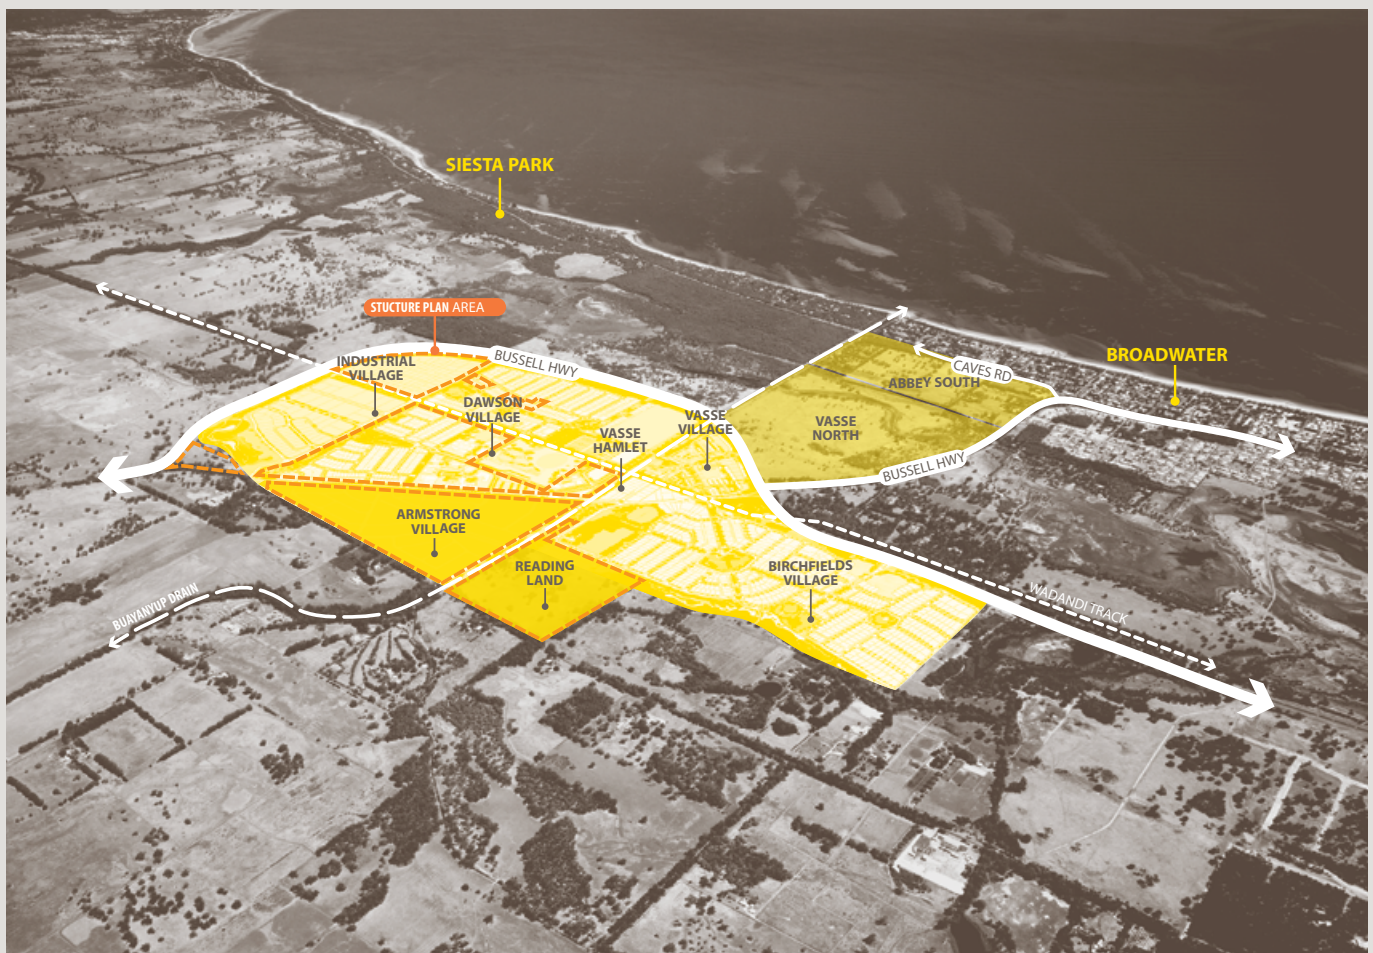 SIESTA PARK
STUCTURE PLAN AREA
BROADWATER
INDUSTRIAL
VILLAGE
BUSSELL HWY
CAVES RD
ABBEY SOUTH
DAWSON
VILLAGE
VASSE
VILLAGE
VASSE
NORTH
VASSE
HAMLET
BUSSELL HWY
ARMSTRONG
VILLAGE
READING
LAND
BIRCHFIELDS
VILLAGE
BUAYANYUP DRAIN
WADANDI TRACK